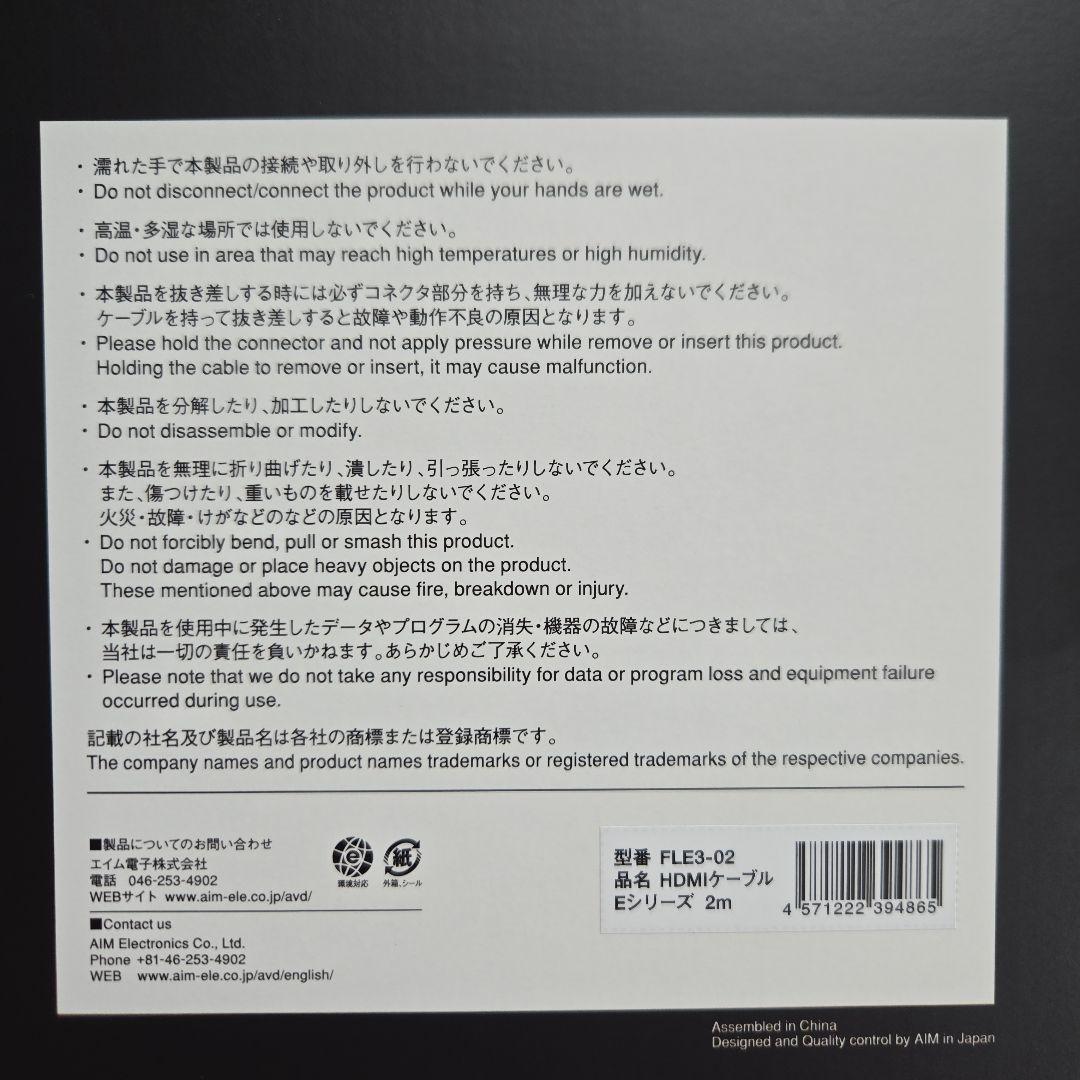 ・濡れた手で本製品の接続や取り外しを行わないでください。
・Do not disconnect/connect the product while your hands are wet.
・高温・多湿な場所では使用しないでください。
・Do not use in area that may reach high temperatures or high humidity.
・本製品を抜き差しする時には必ずコネクタ部分を持ち、無理な力を加えないでください。
ケーブルを持って抜き差しすると故障や動作不良の原因となります。
・Please hold the connector and not apply pressure while remove or insert this product.
Holding the cable to remove or insert, it may cause malfunction.
・本製品を分解したり、加工したりしないでください。
・Do not disassemble or modify.
・本製品を無理に折り曲げたり、潰したり、引っ張ったりしないでください。
また、傷つけたり、重いものを載せたりしないでください。
火災・故障・けがなどのなどの原因となります。
・Do not forcibly bend, pull or smash this product.
Do not damage or place heavy objects on the product.
These mentioned above may cause fire, breakdown or injury.
・本製品を使用中に発生したデータやプログラムの消失・機器の故障などにつきましては、
当社は一切の責任を負いかねます。あらかじめご了承ください。
・Please note that we do not take any responsibility for data or program loss and equipment failure
occurred during use.
記載の社名及び製品名は各社の商標または登録商標です。
The company names and product names trademarks or registered trademarks of the respective companies.
■製品についてのお問い合わせ
エイム電子株式会社
電話 046-253-4902
WEBサイト www.aim-ele.co.jp/avd/
■Contact us
AIM Electronics Co., Ltd.
Phone +81-46-253-4902
WEB www.aim-ele.co.jp/avd/english/
e
環境対応
紙
外箱、シール
型番 FLE3-02
品名 HDMIケーブル
Eシリーズ 2m
4 571222 394865
Assembled in China
Designed and Quality control by AIM in Japan